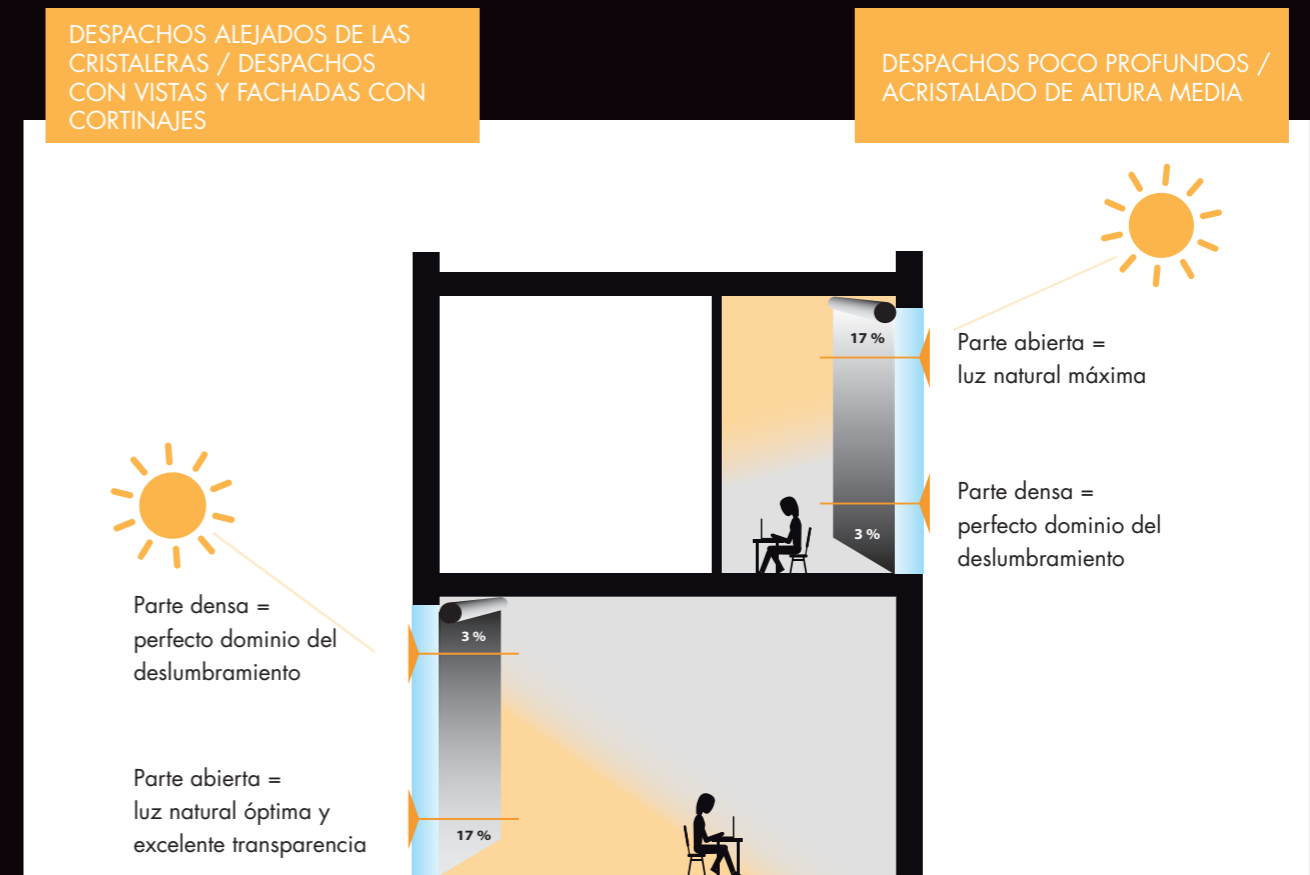 DESPACHOS ALEJADOS DE LAS
CRISTALERAS / DESPACHOS
CON VISTAS Y FACHADAS CON
CORTINAJES
DESPACHOS POCO PROFUNDOS /
ACRISTALADO DE ALTURA MEDIA
17 %
Parte abierta =
luz natural máxima
Parte densa =
perfecto dominio del
deslumbramiento
3 %
Parte densa =
perfecto dominio del
deslumbramiento
3 %
Parte abierta =
luz natural óptima y
excelente transparencia
17 %